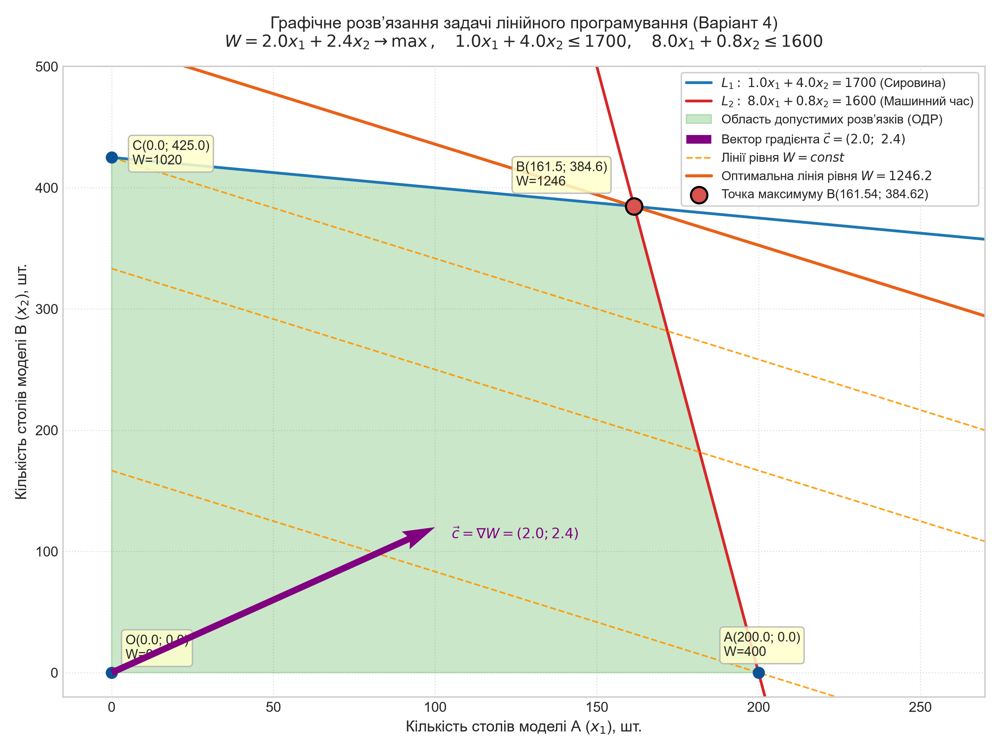 Графічне розв’язання задачі лінійного програмування (Варіант 4)
W = 2.0x₁ + 2.4x₂ → max , 1.0x₁ + 4.0x₂ ≤ 1700, 8.0x₁ + 0.8x₂ ≤ 1600
L₁ : 1.0x₁ + 4.0x₂ = 1700 (Сировина)
L₂ : 8.0x₁ + 0.8x₂ = 1600 (Машинний час)
Область допустимих розв’язків (ОДР)
Вектор градієнта c⃗ = (2.0; 2.4)
Лінії рівня W = const
Оптимальна лінія рівня W = 1246.2
Точка максимуму B(161.54; 384.62)
C(0.0; 425.0)
W=1020
B(161.5; 384.6)
W=1246
c⃗ = ∇W = (2.0; 2.4)
O(0.0; 0.0)
A(200.0; 0.0)
W=400
500
400
300
200
100
0
0
50
100
150
200
250
Кількість столів моделі B (x₂), шт.
Кількість столів моделі A (x₁), шт.